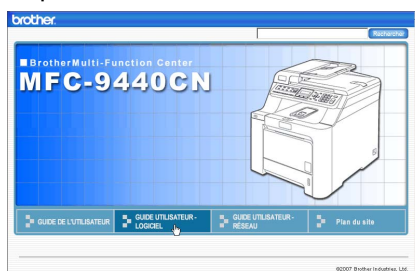 brother
Rechercher
BrotherMulti-Function Center
MFC-9440CN
GUIDE DE L'UTILISATEUR
GUIDE UTILISATEUR -
LOGICIEL
GUIDE UTILISATEUR -
RÉSEAU
Plan du site
©2007 Brother Industries, Ltd.